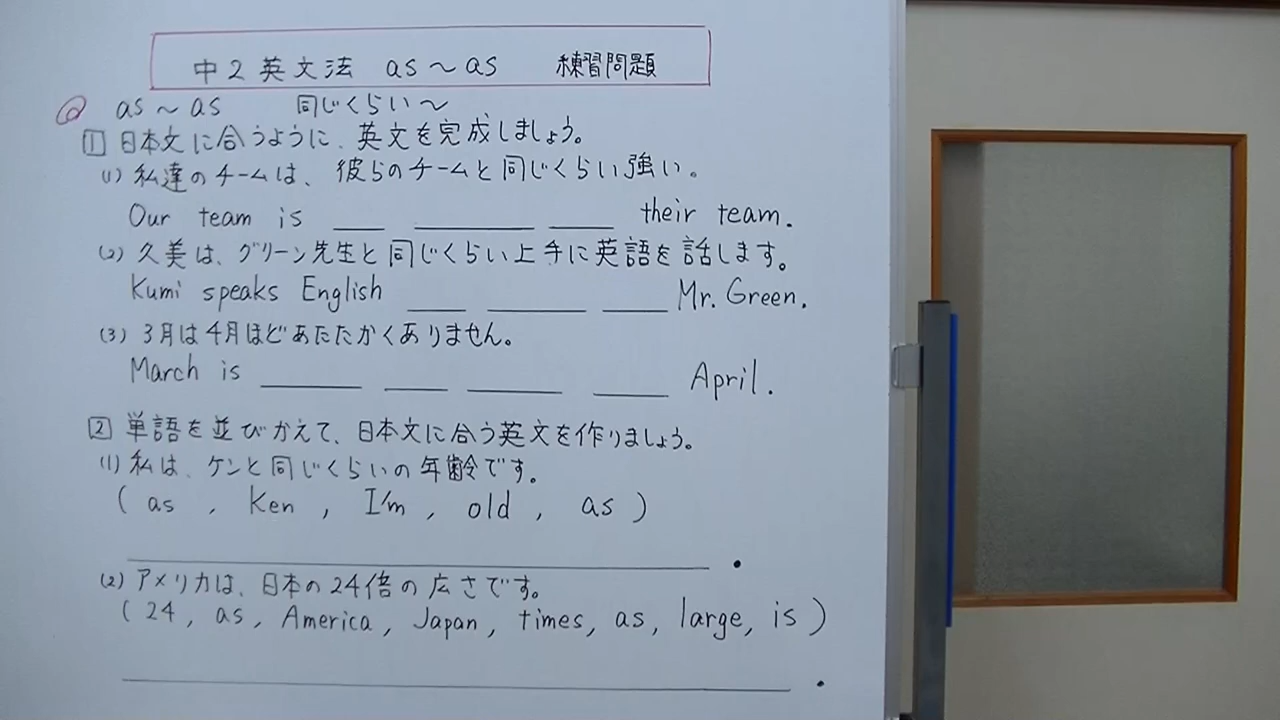 中2英文法 as～as 練習問題
◎ as～as 同じくらい～
1 日本文に合うように、英文を完成しましょう。
(1) 私達のチームは、彼らのチームと同じくらい強い。
Our team is ___ ___ ___ their team.
(2) 久美は、グリーン先生と同じくらい上手に英語を話します。
Kumi speaks English ___ ___ ___ Mr. Green.
(3) 3月は4月ほどあたたかくありません。
March is ___ ___ ___ ___ April.
2 単語を並びかえて、日本文に合う英文を作りましょう。
(1) 私は、ケンと同じくらいの年齢です。
( as , Ken , I'm , old , as )
___ .
(2) アメリカは、日本の24倍の広さです。
( 24 , as , America , Japan , times , as , large , is )
___ .